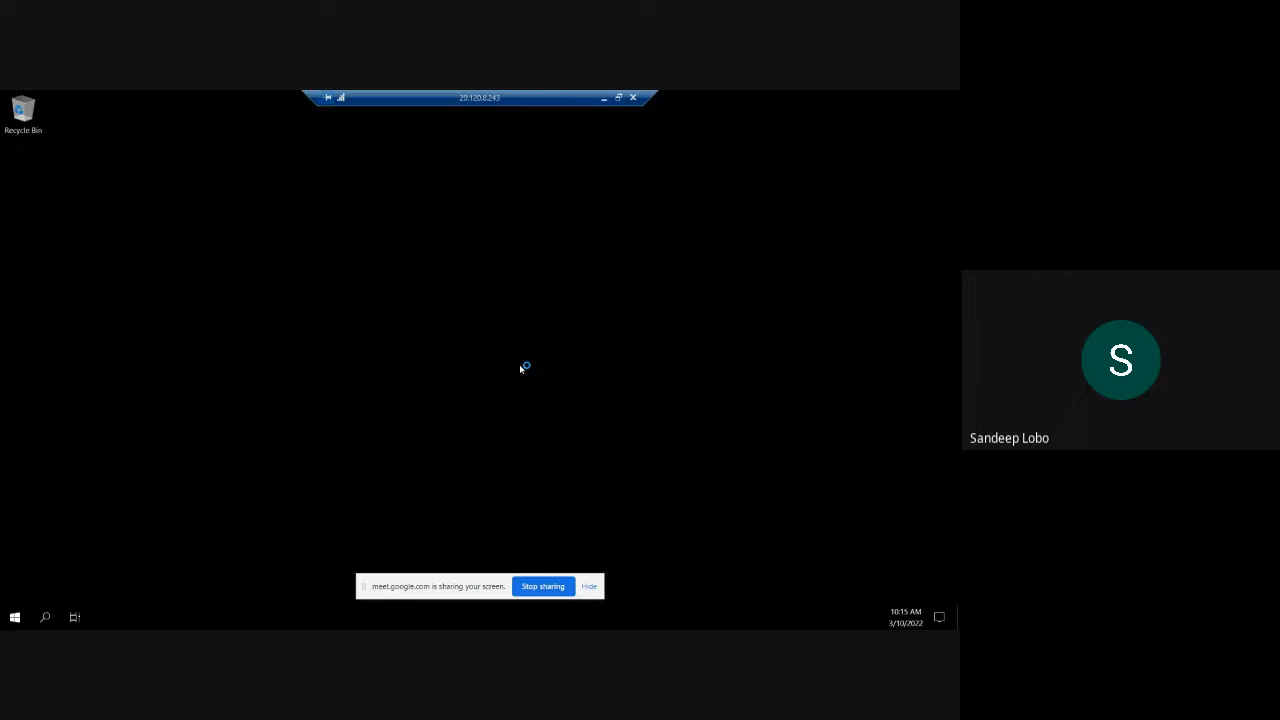 20.120.8.243
Recycle Bin
S
Sandeep Lobo
meet.google.com is sharing your screen. Stop sharing Hide
10:15 AM
3/10/2022